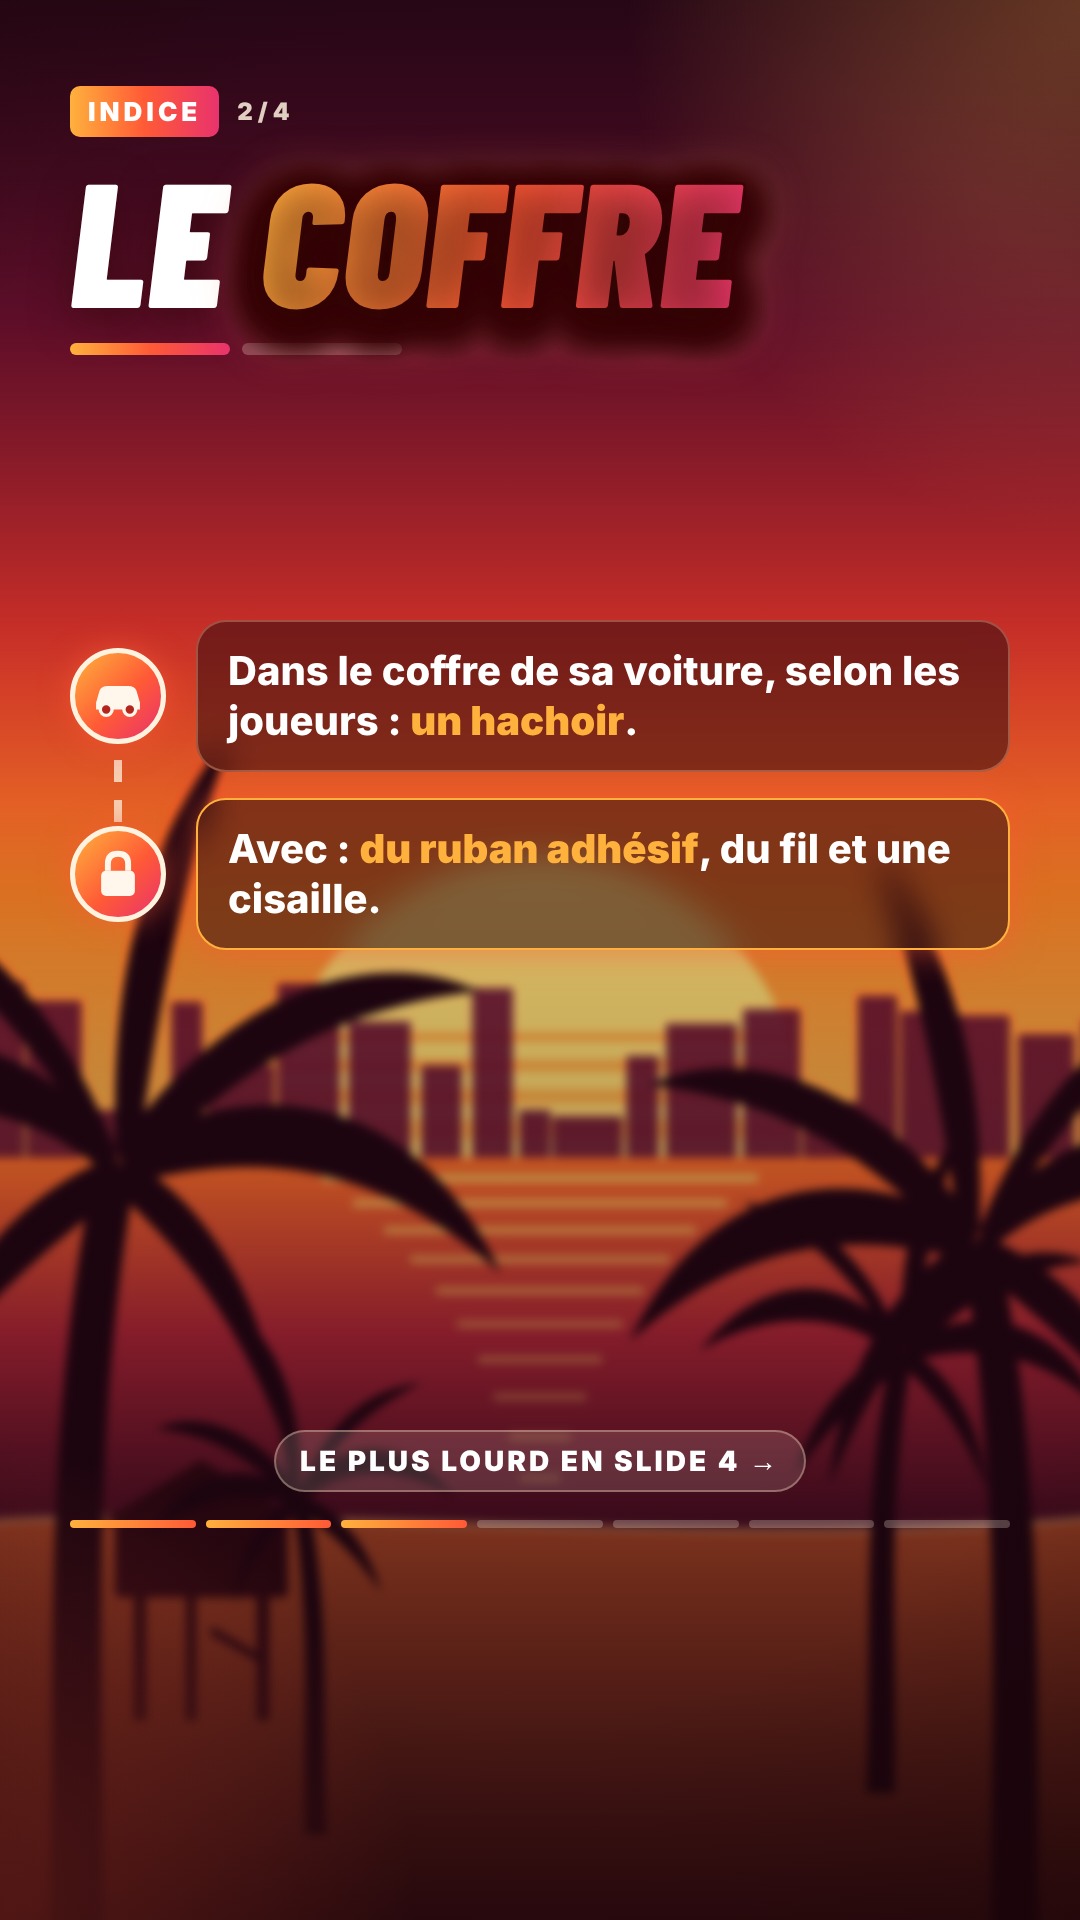 INDICE 2/4
LE COFFRE
Dans le coffre de sa voiture, selon les
joueurs : un hachoir.
Avec : du ruban adhésif, du fil et une
cisaille.
LE PLUS LOURD EN SLIDE 4 →